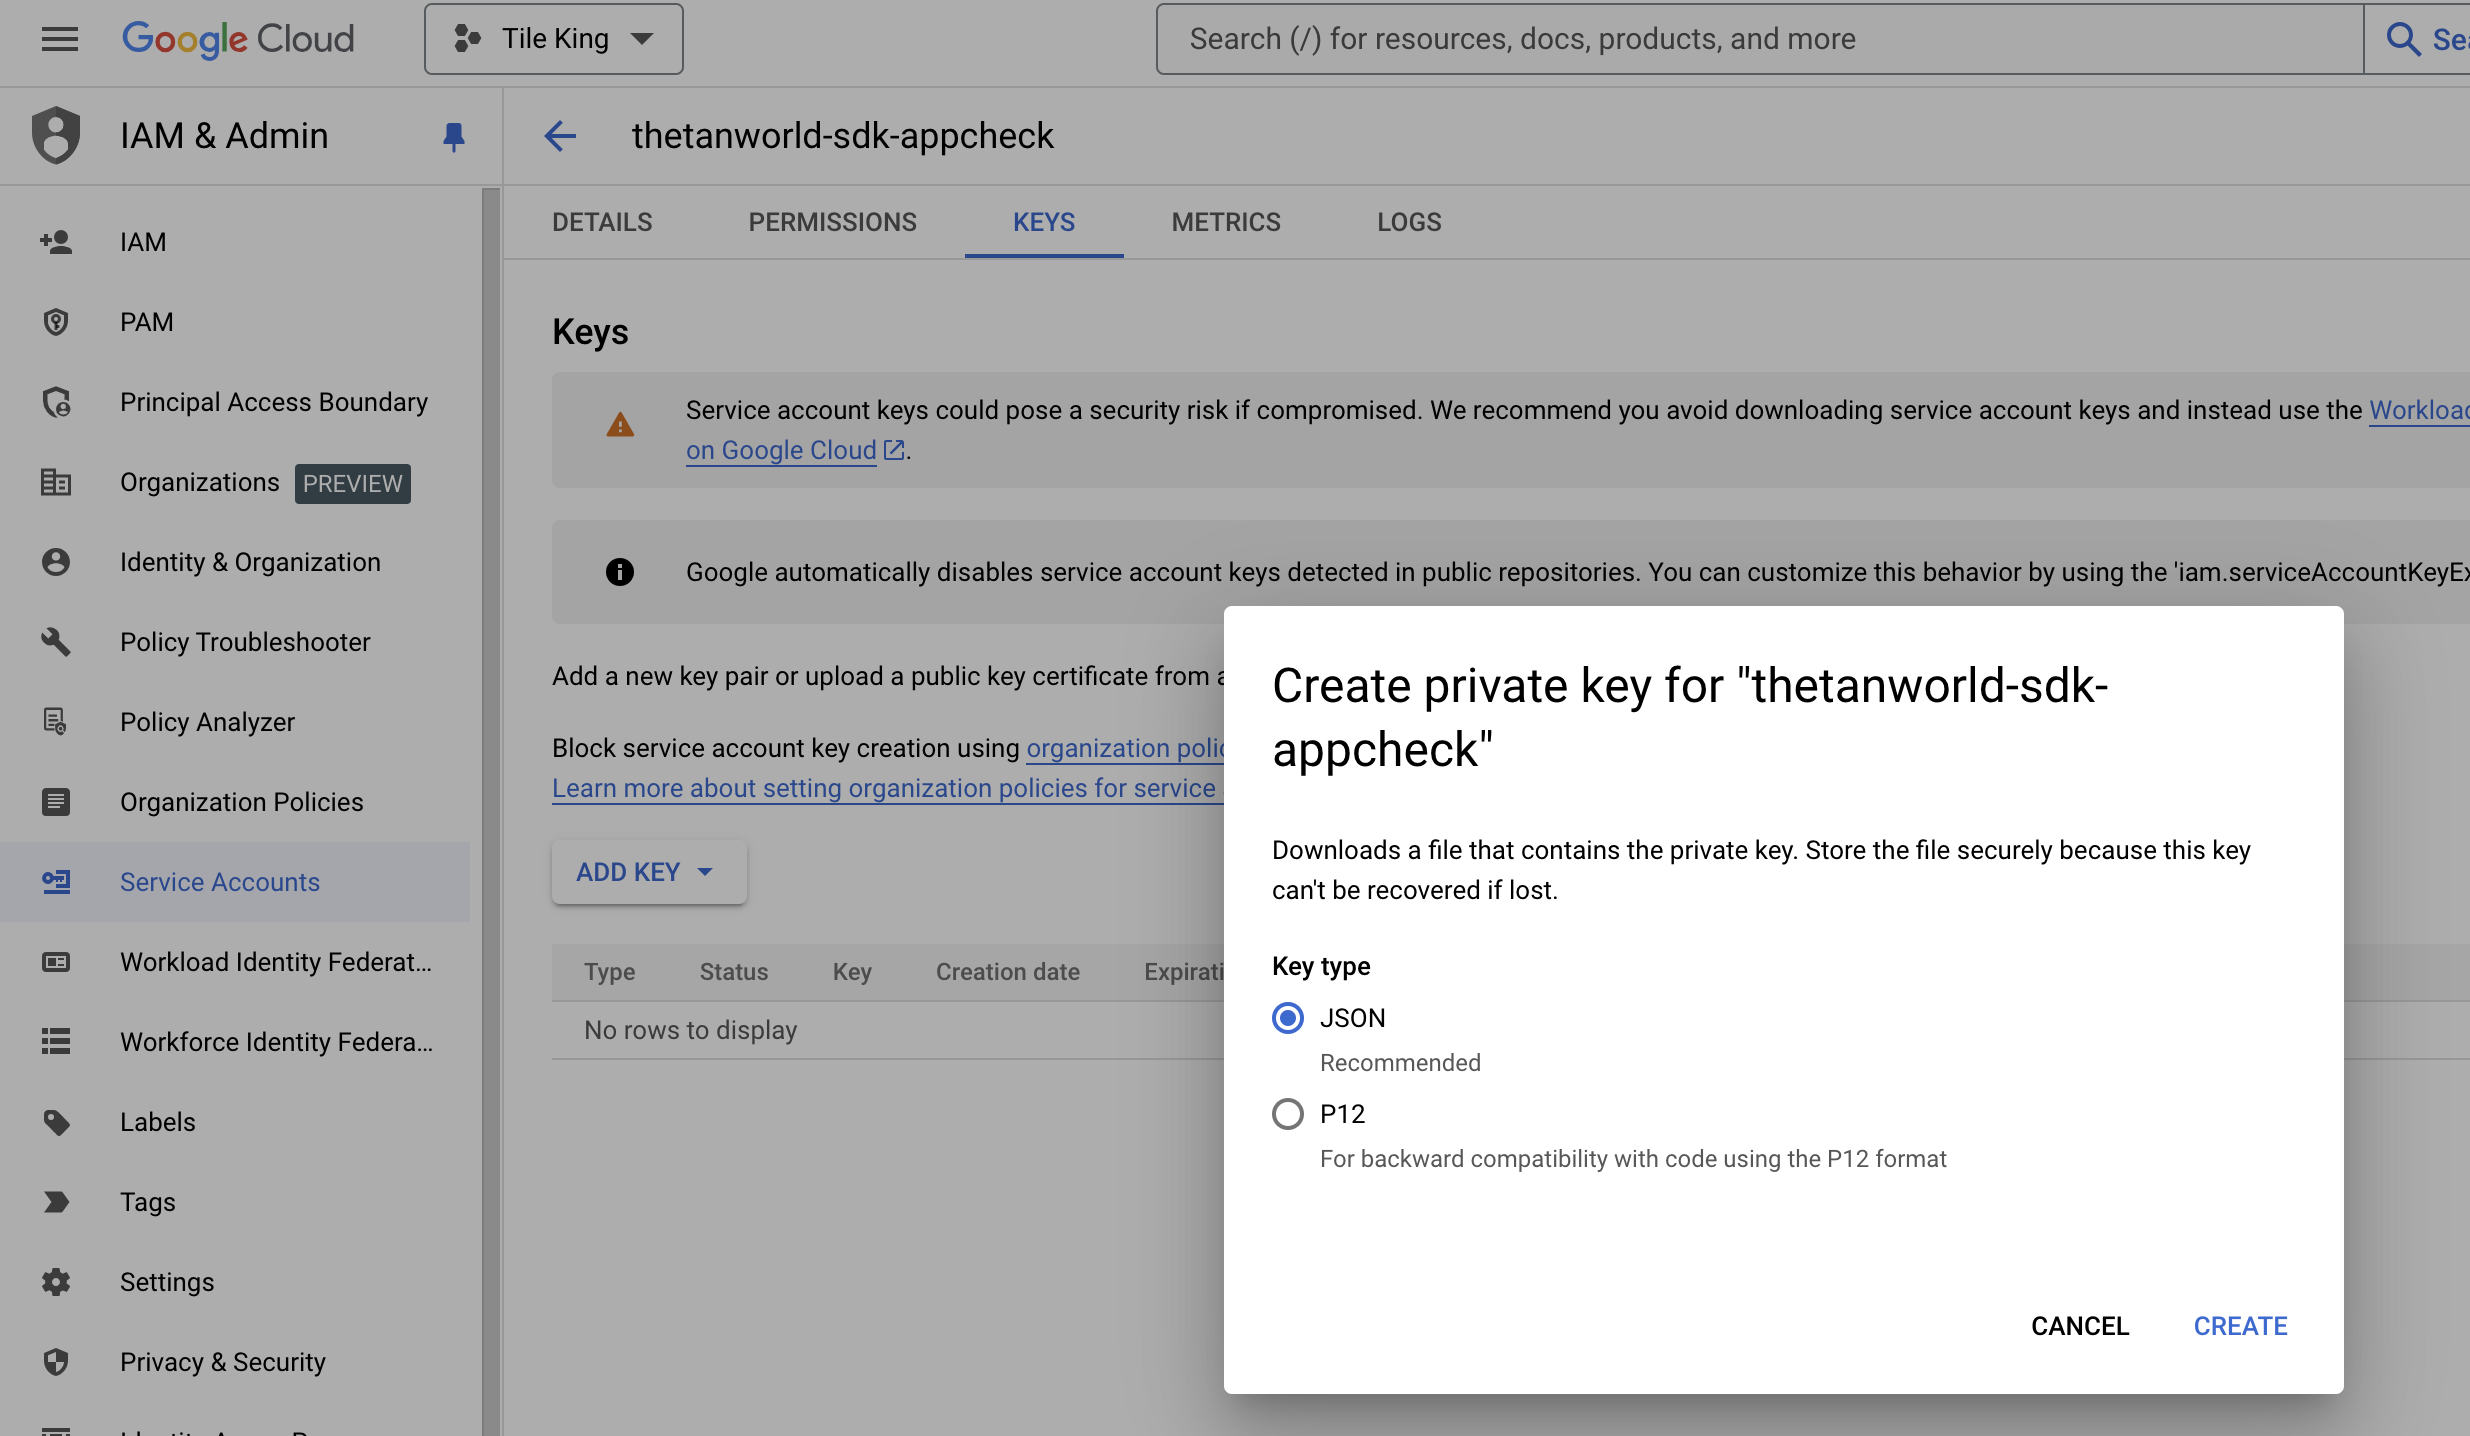 Google Cloud
Tile King
Search (/) for resources, docs, products, and more
IAM & Admin
thetanworld-sdk-appcheck
DETAILS
PERMISSIONS
KEYS
METRICS
LOGS
IAM
PAM
Principal Access Boundary
Organizations PREVIEW
Identity & Organization
Policy Troubleshooter
Policy Analyzer
Organization Policies
Service Accounts
Workload Identity Federat...
Workforce Identity Federa...
Labels
Tags
Settings
Privacy & Security
Keys
Service account keys could pose a security risk if compromised. We recommend you avoid downloading service account keys and instead use the Workload
on Google Cloud.
Google automatically disables service account keys detected in public repositories. You can customize this behavior by using the 'iam.serviceAccountKeyEx
Add a new key pair or upload a public key certificate from a
Block service account key creation using organization polic
Learn more about setting organization policies for service
ADD KEY
Type Status Key Creation date Expirati
No rows to display
Create private key for "thetanworld-sdk-
appcheck"
Downloads a file that contains the private key. Store the file securely because this key
can't be recovered if lost.
Key type
JSON
Recommended
P12
For backward compatibility with code using the P12 format
CANCEL
CREATE